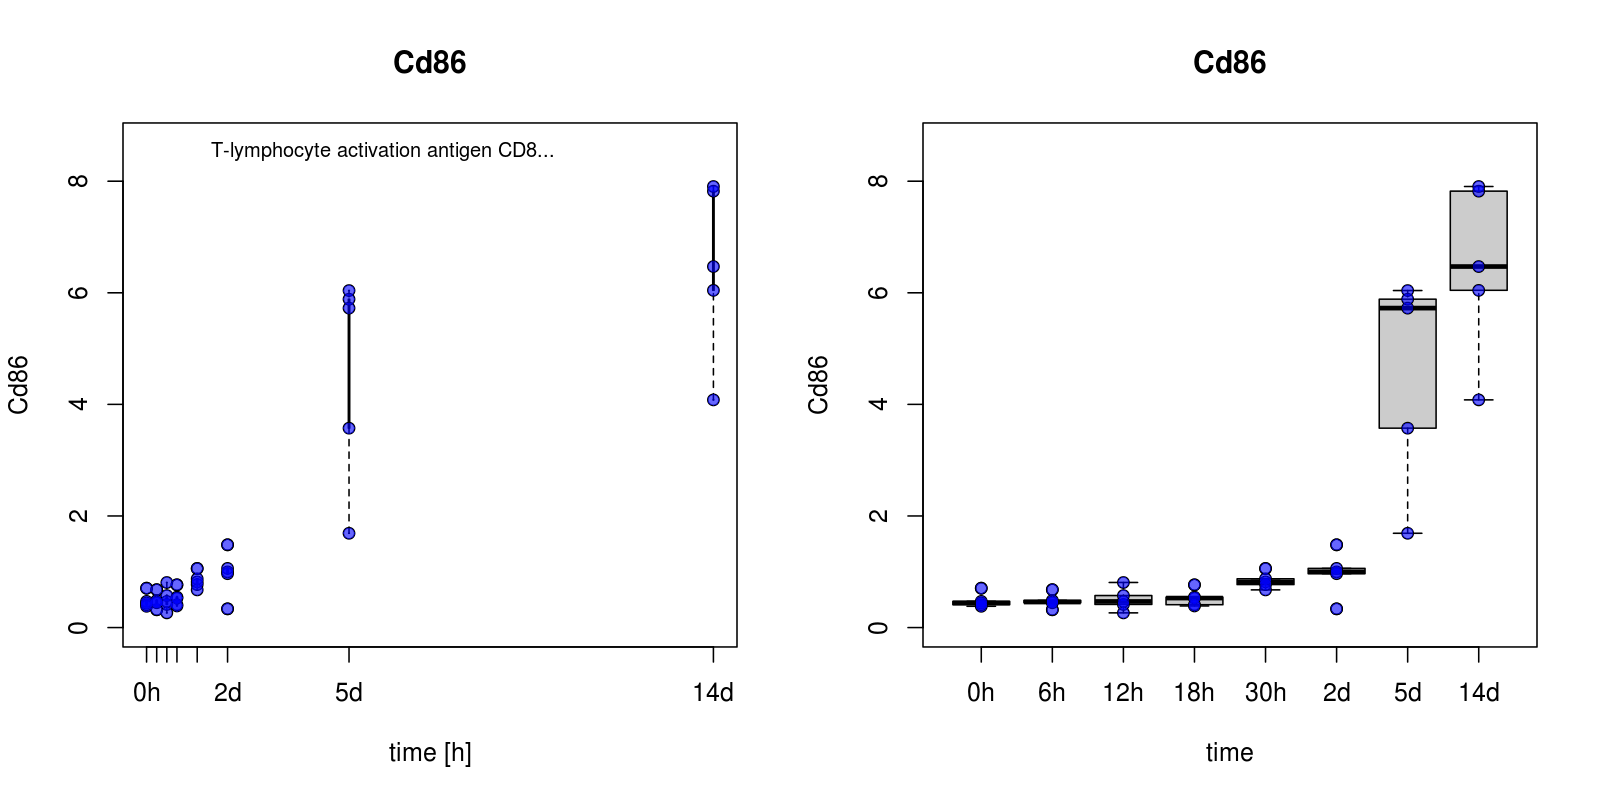 Cd86
T-lymphocyte activation antigen CD8...
Cd86
8
6
4
2
0
0h 2d 5d 14d
time [h]
Cd86
Cd86
8
6
4
2
0
0h 6h 12h 18h 30h 2d 5d 14d
time